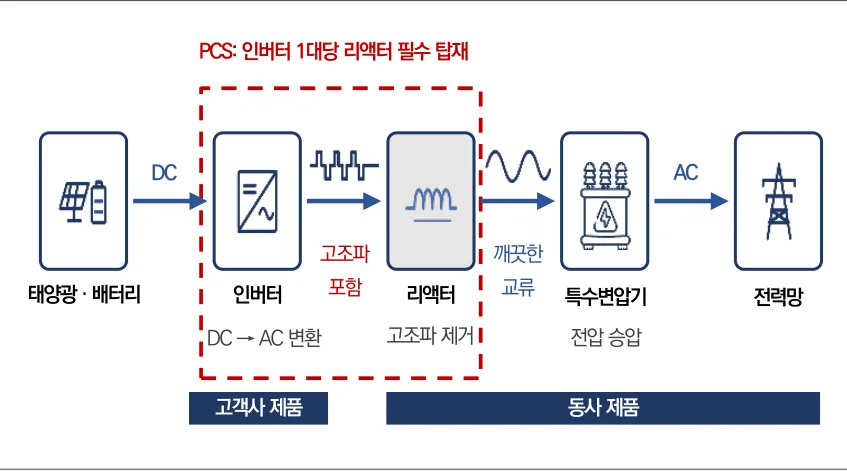 PCS: 인버터 1대당 리액터 필수 탑재
DC
AC
고조파
포함
깨끗한
교류
태양광 · 배터리
인버터
리액터
특수변압기
전력망
DC → AC 변환
고조파 제거
전압 승압
고객사 제품
동사 제품